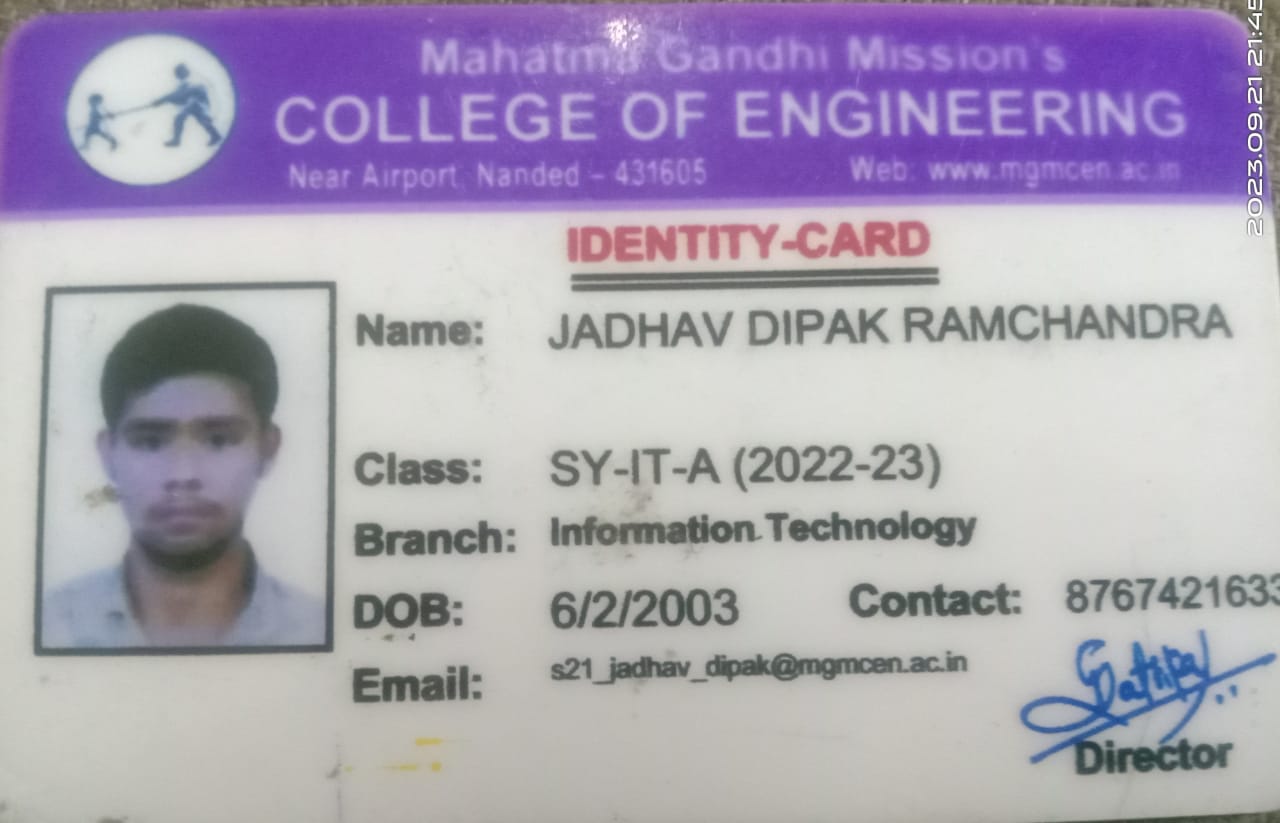 Mahatma Gandhi Mission's
COLLEGE OF ENGINEERING
Near Airport, Nanded – 431605 Web: www.mgmcen.ac.in
IDENTITY-CARD
Name: JADHAV DIPAK RAMCHANDRA
Class: SY-IT-A (2022-23)
Branch: Information Technology
DOB: 6/2/2003 Contact: 8767421633
Email: s21_jadhav_dipak@mgmcen.ac.in
Director
2023.09.21 21:45